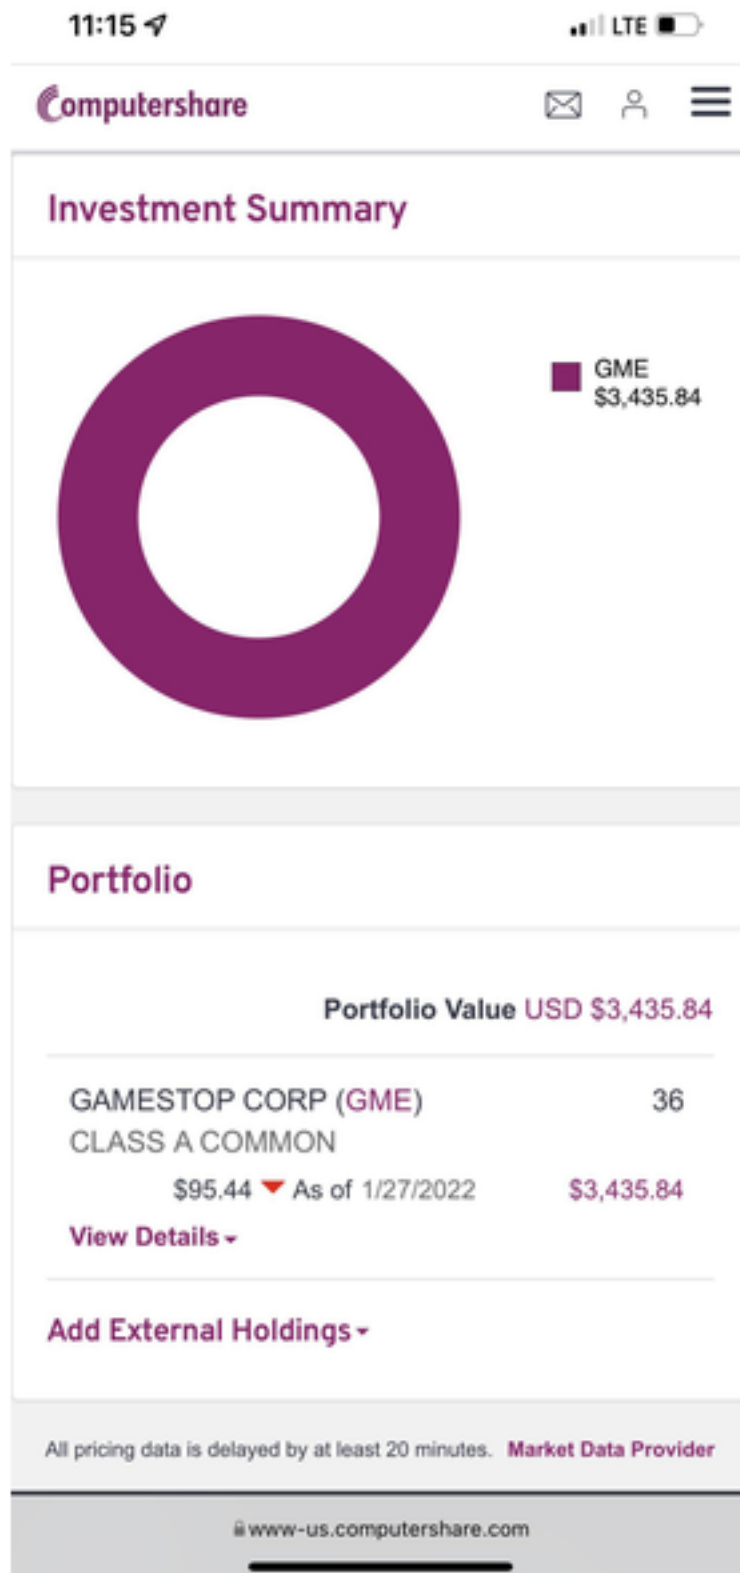 11:15
LTE
Computershare
Investment Summary
GME
$3,435.84
Portfolio
Portfolio Value USD $3,435.84
GAMESTOP CORP (GME) 36
CLASS A COMMON
$95.44 As of 1/27/2022 $3,435.84
View Details
Add External Holdings
All pricing data is delayed by at least 20 minutes. Market Data Provider
www-us.computershare.com